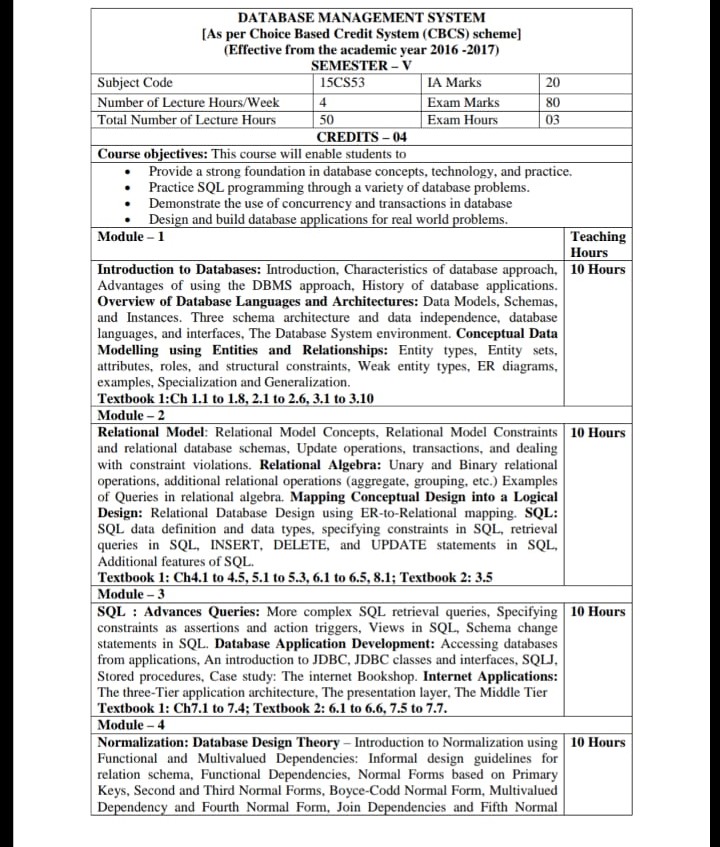 DATABASE MANAGEMENT SYSTEM
[As per Choice Based Credit System (CBCS) scheme]
(Effective from the academic year 2016 -2017)
SEMESTER – V
Subject Code 15CS53 IA Marks 20
Number of Lecture Hours/Week 4 Exam Marks 80
Total Number of Lecture Hours 50 Exam Hours 03
CREDITS – 04
Course objectives: This course will enable students to
• Provide a strong foundation in database concepts, technology, and practice.
• Practice SQL programming through a variety of database problems.
• Demonstrate the use of concurrency and transactions in database
• Design and build database applications for real world problems.
Module – 1 Teaching
Hours
Introduction to Databases: Introduction, Characteristics of database approach, 10 Hours
Advantages of using the DBMS approach, History of database applications.
Overview of Database Languages and Architectures: Data Models, Schemas,
and Instances. Three schema architecture and data independence, database
languages, and interfaces, The Database System environment. Conceptual Data
Modelling using Entities and Relationships: Entity types, Entity sets,
attributes, roles, and structural constraints, Weak entity types, ER diagrams,
examples, Specialization and Generalization.
Textbook 1:Ch 1.1 to 1.8, 2.1 to 2.6, 3.1 to 3.10
Module – 2
Relational Model: Relational Model Concepts, Relational Model Constraints 10 Hours
and relational database schemas, Update operations, transactions, and dealing
with constraint violations. Relational Algebra: Unary and Binary relational
operations, additional relational operations (aggregate, grouping, etc.) Examples
of Queries in relational algebra. Mapping Conceptual Design into a Logical
Design: Relational Database Design using ER-to-Relational mapping. SQL:
SQL data definition and data types, specifying constraints in SQL, retrieval
queries in SQL, INSERT, DELETE, and UPDATE statements in SQL,
Additional features of SQL.
Textbook 1: Ch4.1 to 4.5, 5.1 to 5.3, 6.1 to 6.5, 8.1; Textbook 2: 3.5
Module – 3
SQL : Advances Queries: More complex SQL retrieval queries, Specifying 10 Hours
constraints as assertions and action triggers, Views in SQL, Schema change
statements in SQL. Database Application Development: Accessing databases
from applications, An introduction to JDBC, JDBC classes and interfaces, SQLJ,
Stored procedures, Case study: The internet Bookshop. Internet Applications:
The three-Tier application architecture, The presentation layer, The Middle Tier
Textbook 1: Ch7.1 to 7.4; Textbook 2: 6.1 to 6.6, 7.5 to 7.7.
Module – 4
Normalization: Database Design Theory – Introduction to Normalization using 10 Hours
Functional and Multivalued Dependencies: Informal design guidelines for
relation schema, Functional Dependencies, Normal Forms based on Primary
Keys, Second and Third Normal Forms, Boyce-Codd Normal Form, Multivalued
Dependency and Fourth Normal Form, Join Dependencies and Fifth Normal